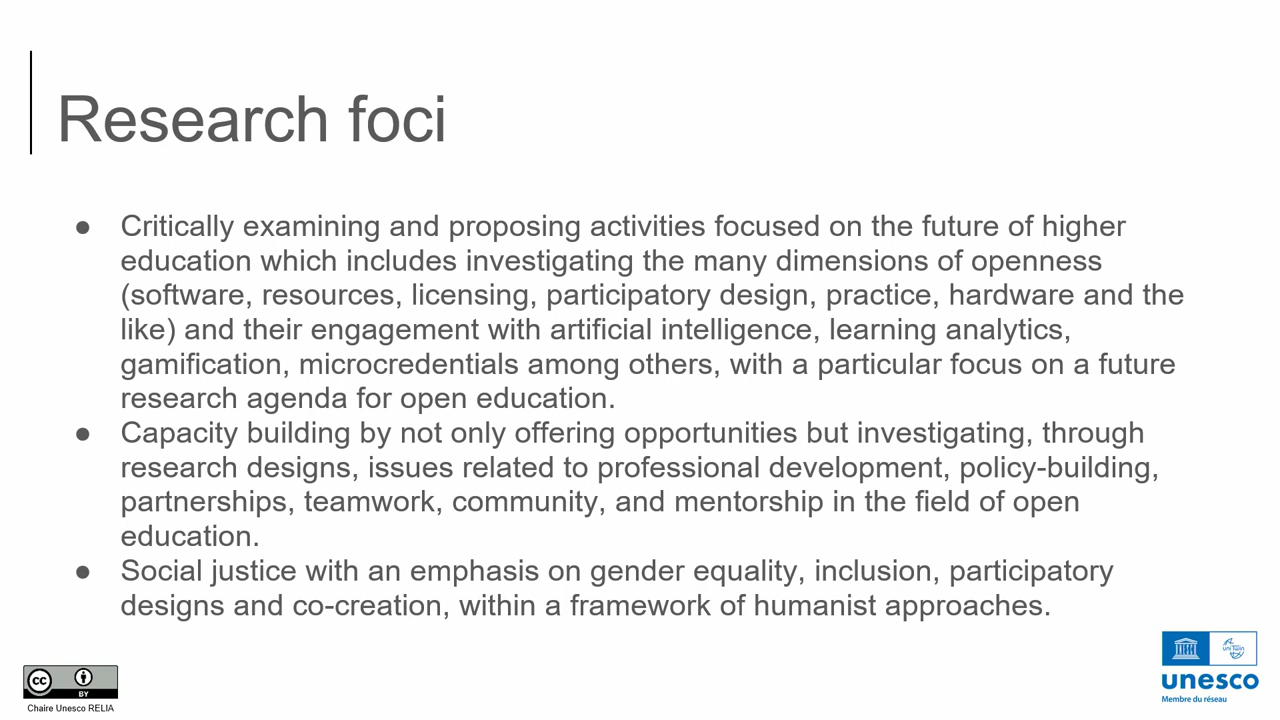 Research foci
● Critically examining and proposing activities focused on the future of higher
education which includes investigating the many dimensions of openness
(software, resources, licensing, participatory design, practice, hardware and the
like) and their engagement with artificial intelligence, learning analytics,
gamification, microcredentials among others, with a particular focus on a future
research agenda for open education.
● Capacity building by not only offering opportunities but investigating, through
research designs, issues related to professional development, policy-building,
partnerships, teamwork, community, and mentorship in the field of open
education.
● Social justice with an emphasis on gender equality, inclusion, participatory
designs and co-creation, within a framework of humanist approaches.
cc
BY
Chaire Unesco RELIA
uni twin
unesco
Membre du réseau